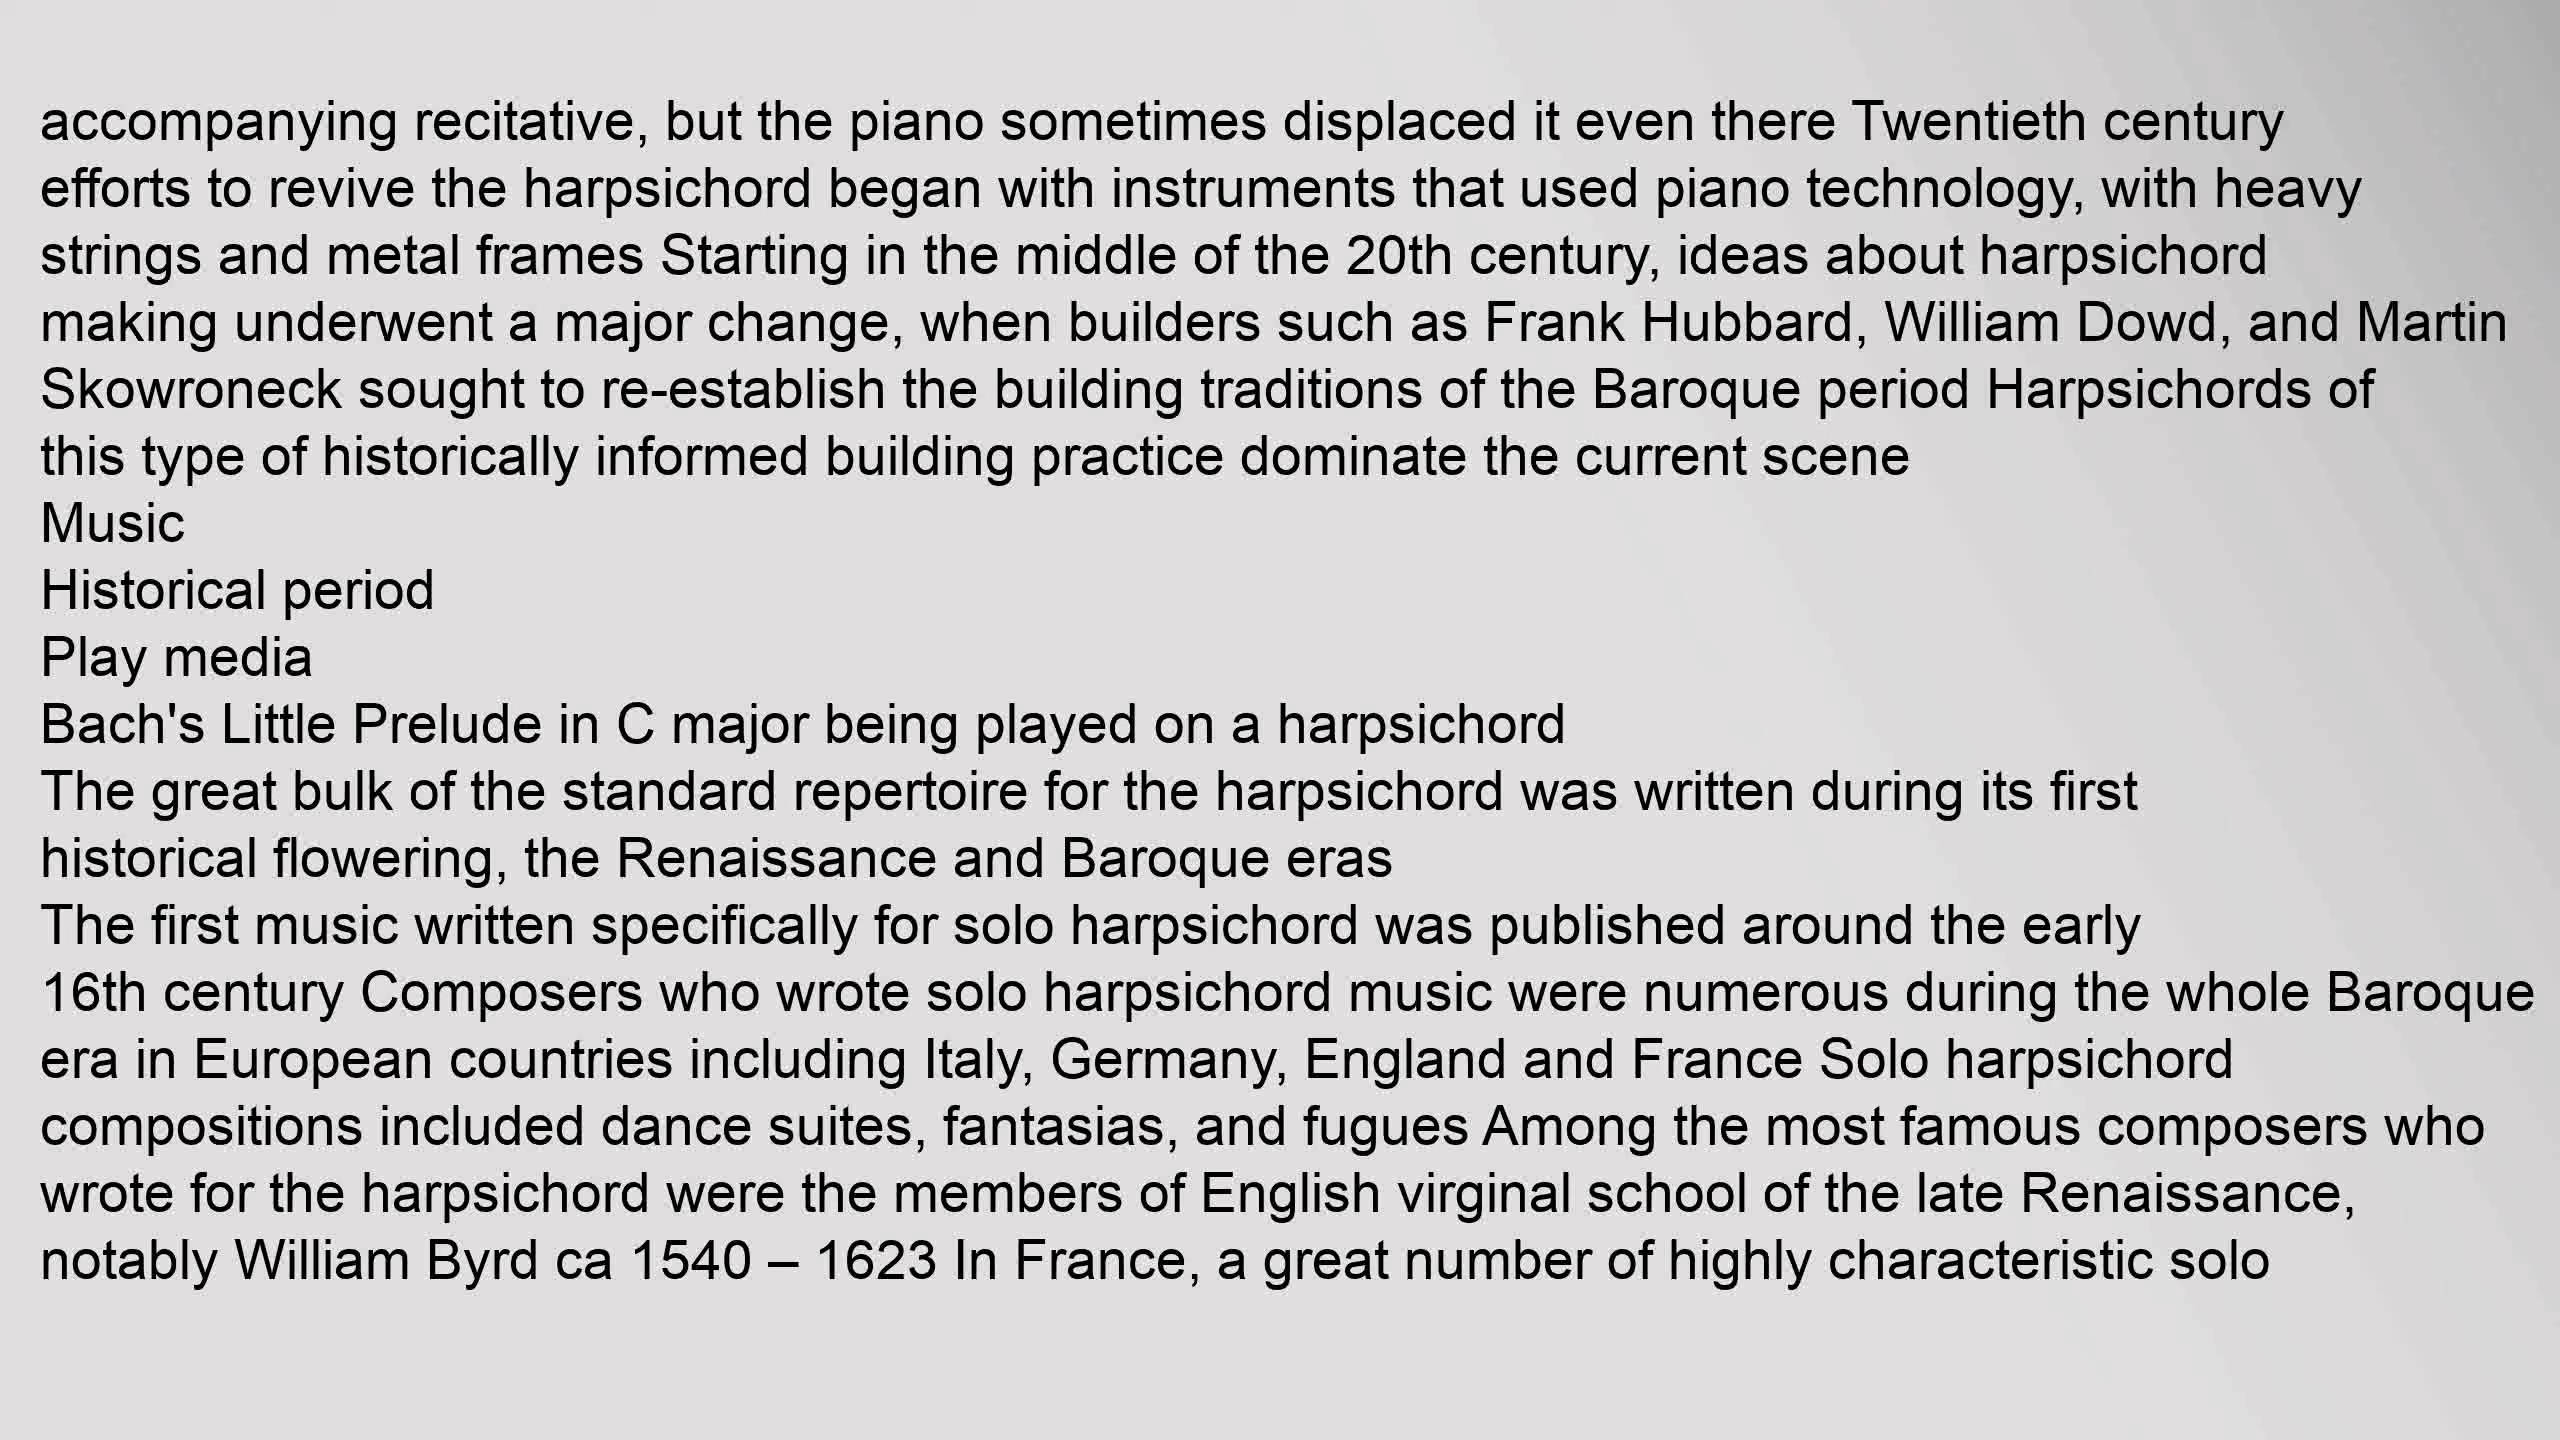 accompanying recitative, but the piano sometimes displaced it even there Twentieth century
efforts to revive the harpsichord began with instruments that used piano technology, with heavy
strings and metal frames Starting in the middle of the 20th century, ideas about harpsichord
making underwent a major change, when builders such as Frank Hubbard, William Dowd, and Martin
Skowroneck sought to re-establish the building traditions of the Baroque period Harpsichords of
this type of historically informed building practice dominate the current scene
Music
Historical period
Play media
Bach's Little Prelude in C major being played on a harpsichord
The great bulk of the standard repertoire for the harpsichord was written during its first
historical flowering, the Renaissance and Baroque eras
The first music written specifically for solo harpsichord was published around the early
16th century Composers who wrote solo harpsichord music were numerous during the whole Baroque
era in European countries including Italy, Germany, England and France Solo harpsichord
compositions included dance suites, fantasias, and fugues Among the most famous composers who
wrote for the harpsichord were the members of English virginal school of the late Renaissance,
notably William Byrd ca 1540 – 1623 In France, a great number of highly characteristic solo